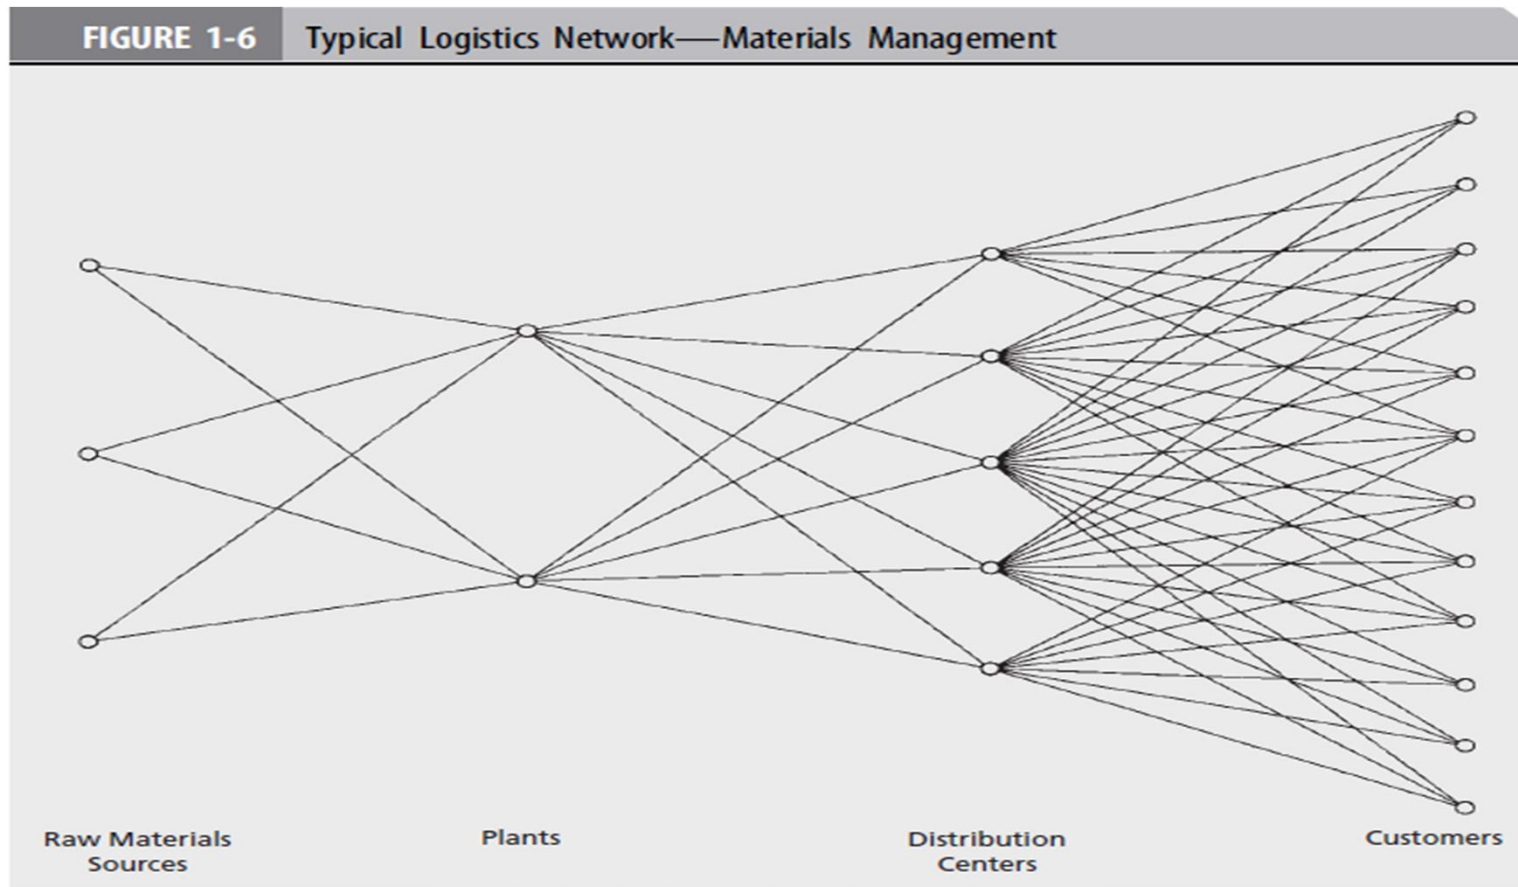 FIGURE 1-6 Typical Logistics Network—Materials Management
Raw Materials
Sources
Plants
Distribution
Centers
Customers